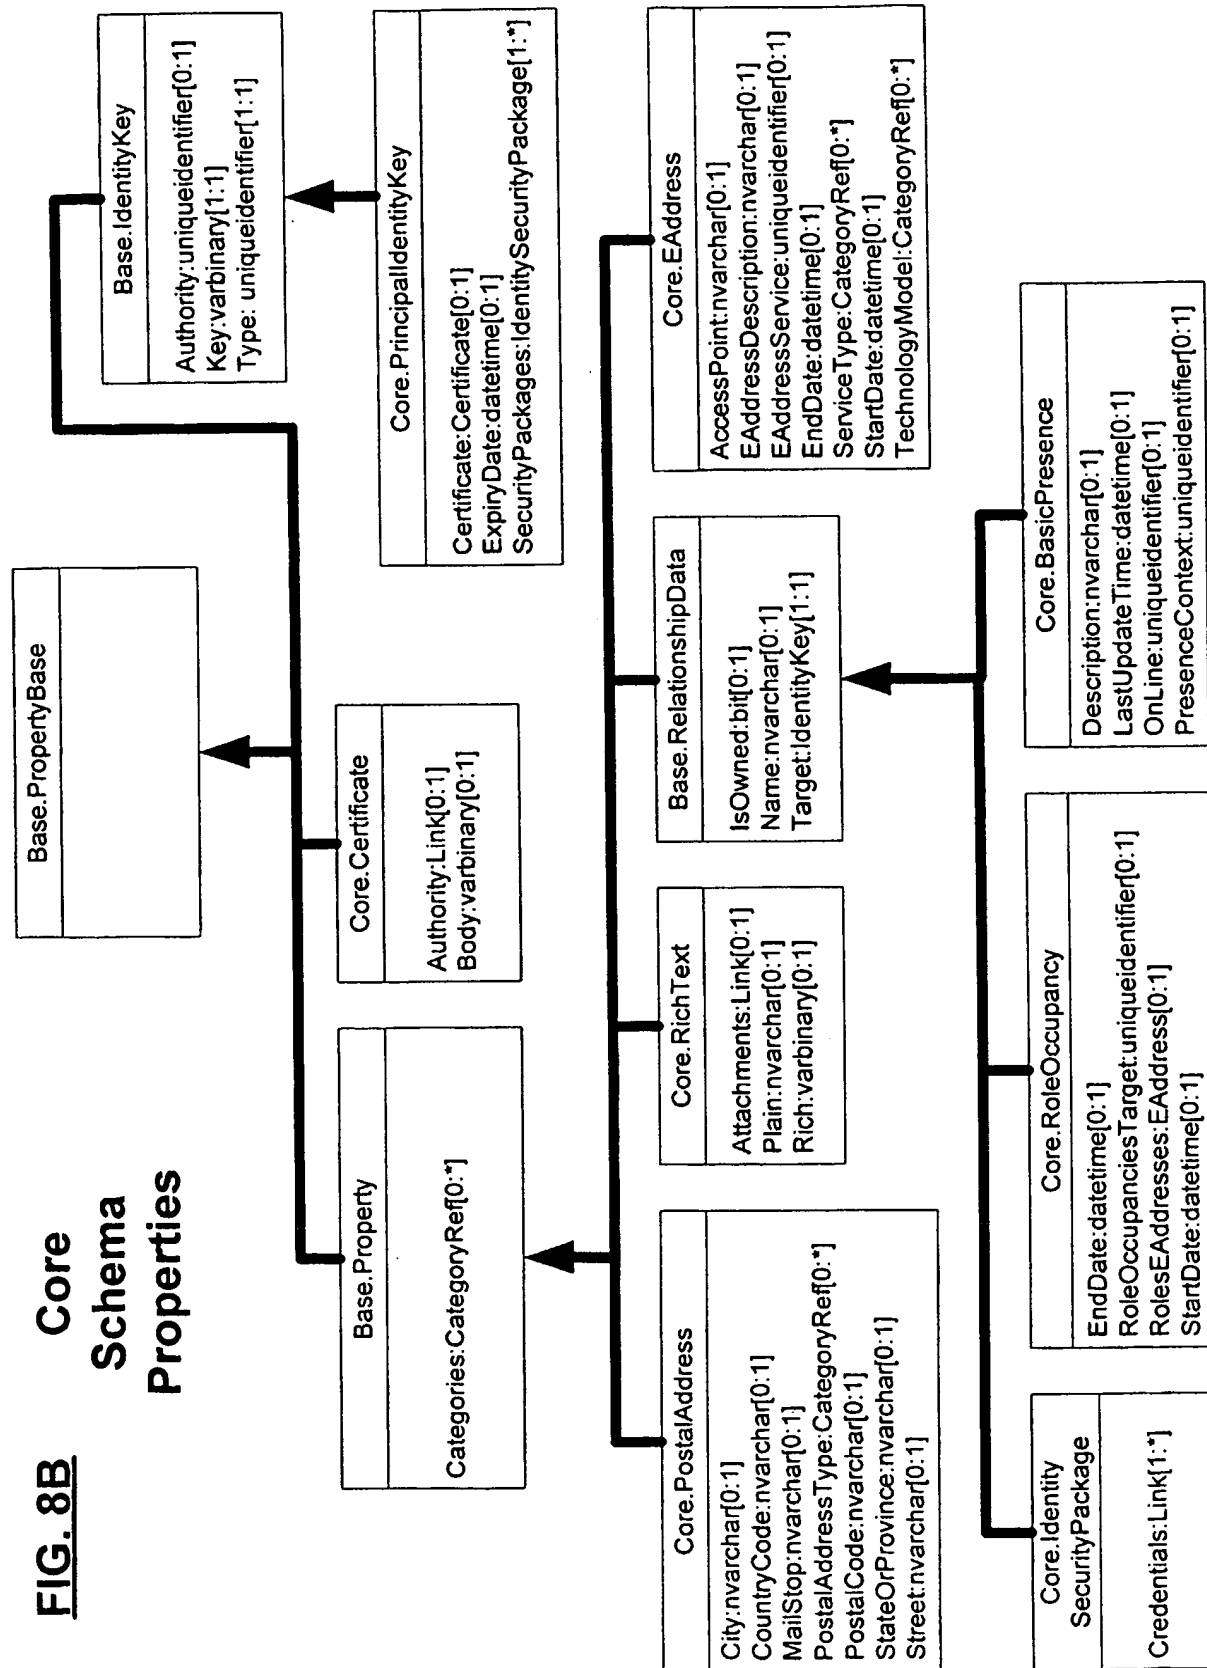 FIG. 8B
Core
Schema
Properties
Base.PropertyBase
Base.Property
Categories:CategoryRef[0:*]
Core.Certificate
Authority:Link[0:1]
Body:varbinary[0:1]
Base.IdentityKey
Authority:uniqueidentifier[0:1]
Key:varbinary[1:1]
Type: uniqueidentifier[1:1]
Core.PrincipalIdentityKey
Certificate:Certificate[0:1]
ExpiryDate:datetime[0:1]
SecurityPackages:IdentitySecurityPackage[1:*]
Core.PostalAddress
City:nvarchar[0:1]
CountryCode:nvarchar[0:1]
MailStop:nvarchar[0:1]
PostalAddressType:CategoryRef[0:*]
PostalCode:nvarchar[0:1]
StateOrProvince:nvarchar[0:1]
Street:nvarchar[0:1]
Core.RichText
Attachments:Link[0:1]
Plain:nvarchar[0:1]
Rich:varbinary[0:1]
Base.RelationshipData
IsOwned:bit[0:1]
Name:nvarchar[0:1]
Target:IdentityKey[1:1]
Core.EAddress
AccessPoint:nvarchar[0:1]
EAddressDescription:nvarchar[0:1]
EAddressService:uniqueidentifier[0:1]
EndDate:datetime[0:1]
ServiceType:CategoryRef[0:*]
StartDate:datetime[0:1]
TechnologyModel:CategoryRef[0:*]
Core.Identity
SecurityPackage
Credentials:Link[1:*]
Core.RoleOccupancy
EndDate:datetime[0:1]
RoleOccupanciesTarget:uniqueidentifier[0:1]
RolesEAddresses:EAddress[0:1]
StartDate:datetime[0:1]
Core.BasicPresence
Description:nvarchar[0:1]
LastUpdateTime:datetime[0:1]
OnLine:uniqueidentifier[0:1]
PresenceContext:uniqueidentifier[0:1]